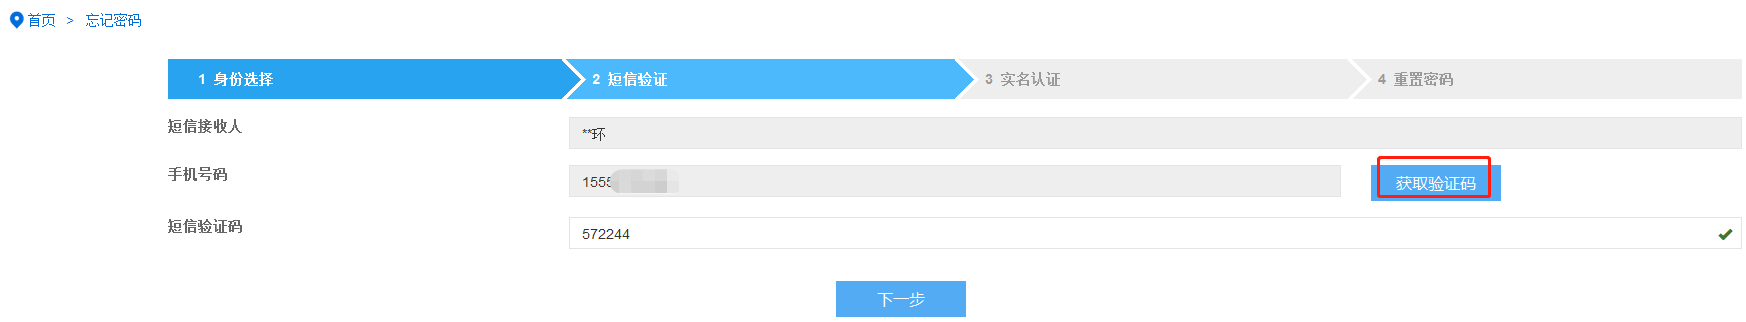 首页 > 忘记密码
1 身份选择 2 短信验证 3 实名认证 4 重置密码
短信接收人 **环
手机号码 1555 获取验证码
短信验证码 572244
下一步